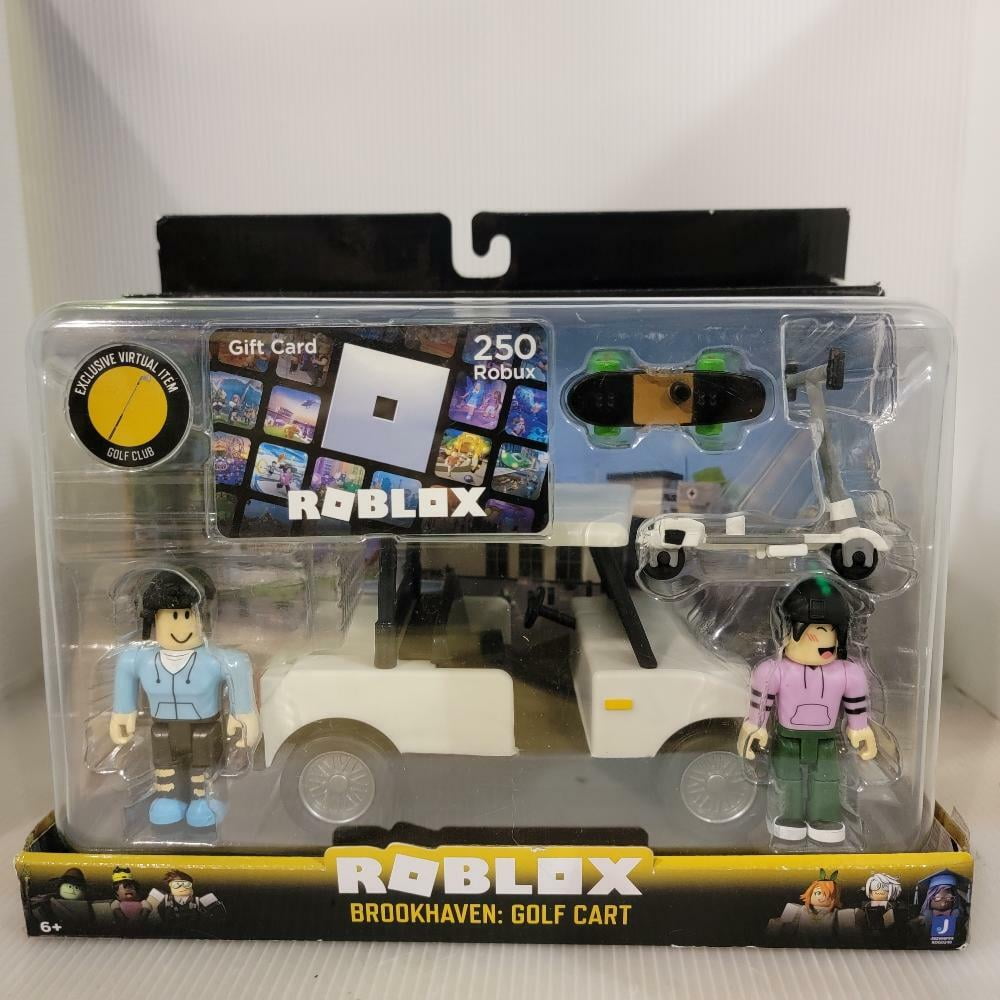 EXCLUSIVE VIRTUAL ITEM
GOLF CLUB
Gift Card
250
Robux
ROBLOX
ROBLOX
BROOKHAVEN: GOLF CART
6+
J